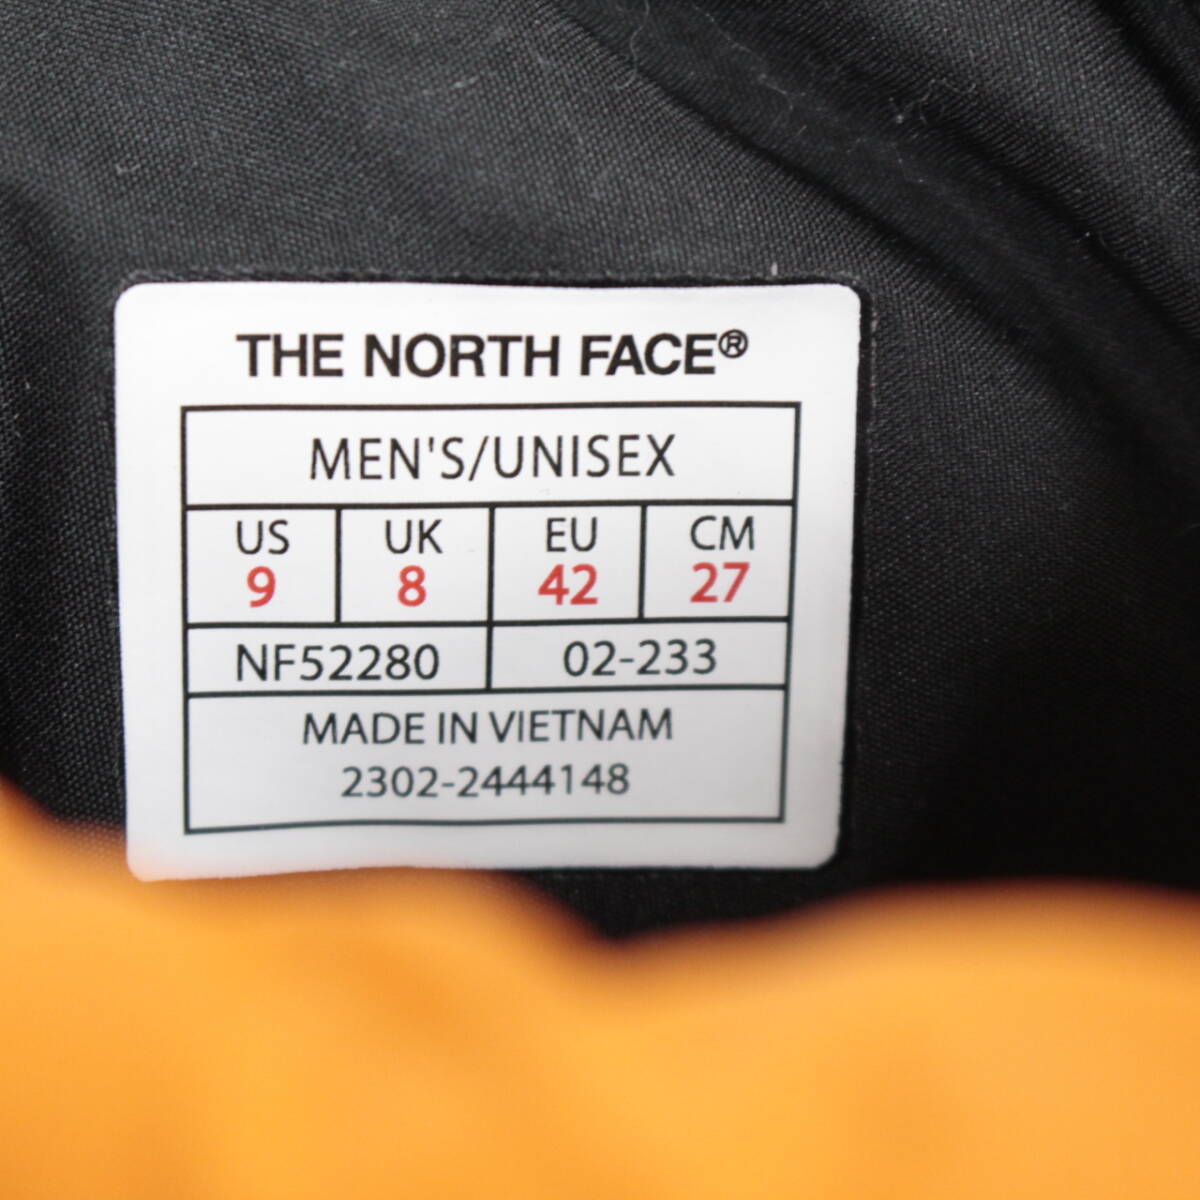 THE NORTH FACE®
MEN'S/UNISEX
US UK EU CM
9 8 42 27
NF52280 02-233
MADE IN VIETNAM
2302-2444148